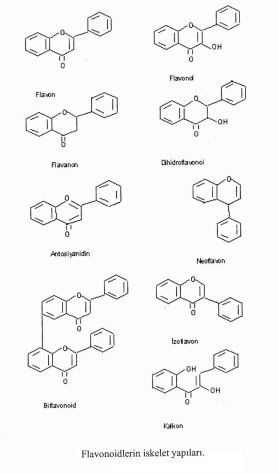 Flavon
Flavonol
Flavanon
Dihidroflavonol
Antosiyanidin
Neoflavon
Biflavonoid
İzoflavon
Kalkon
Flavonoidlerin iskelet yapıları.